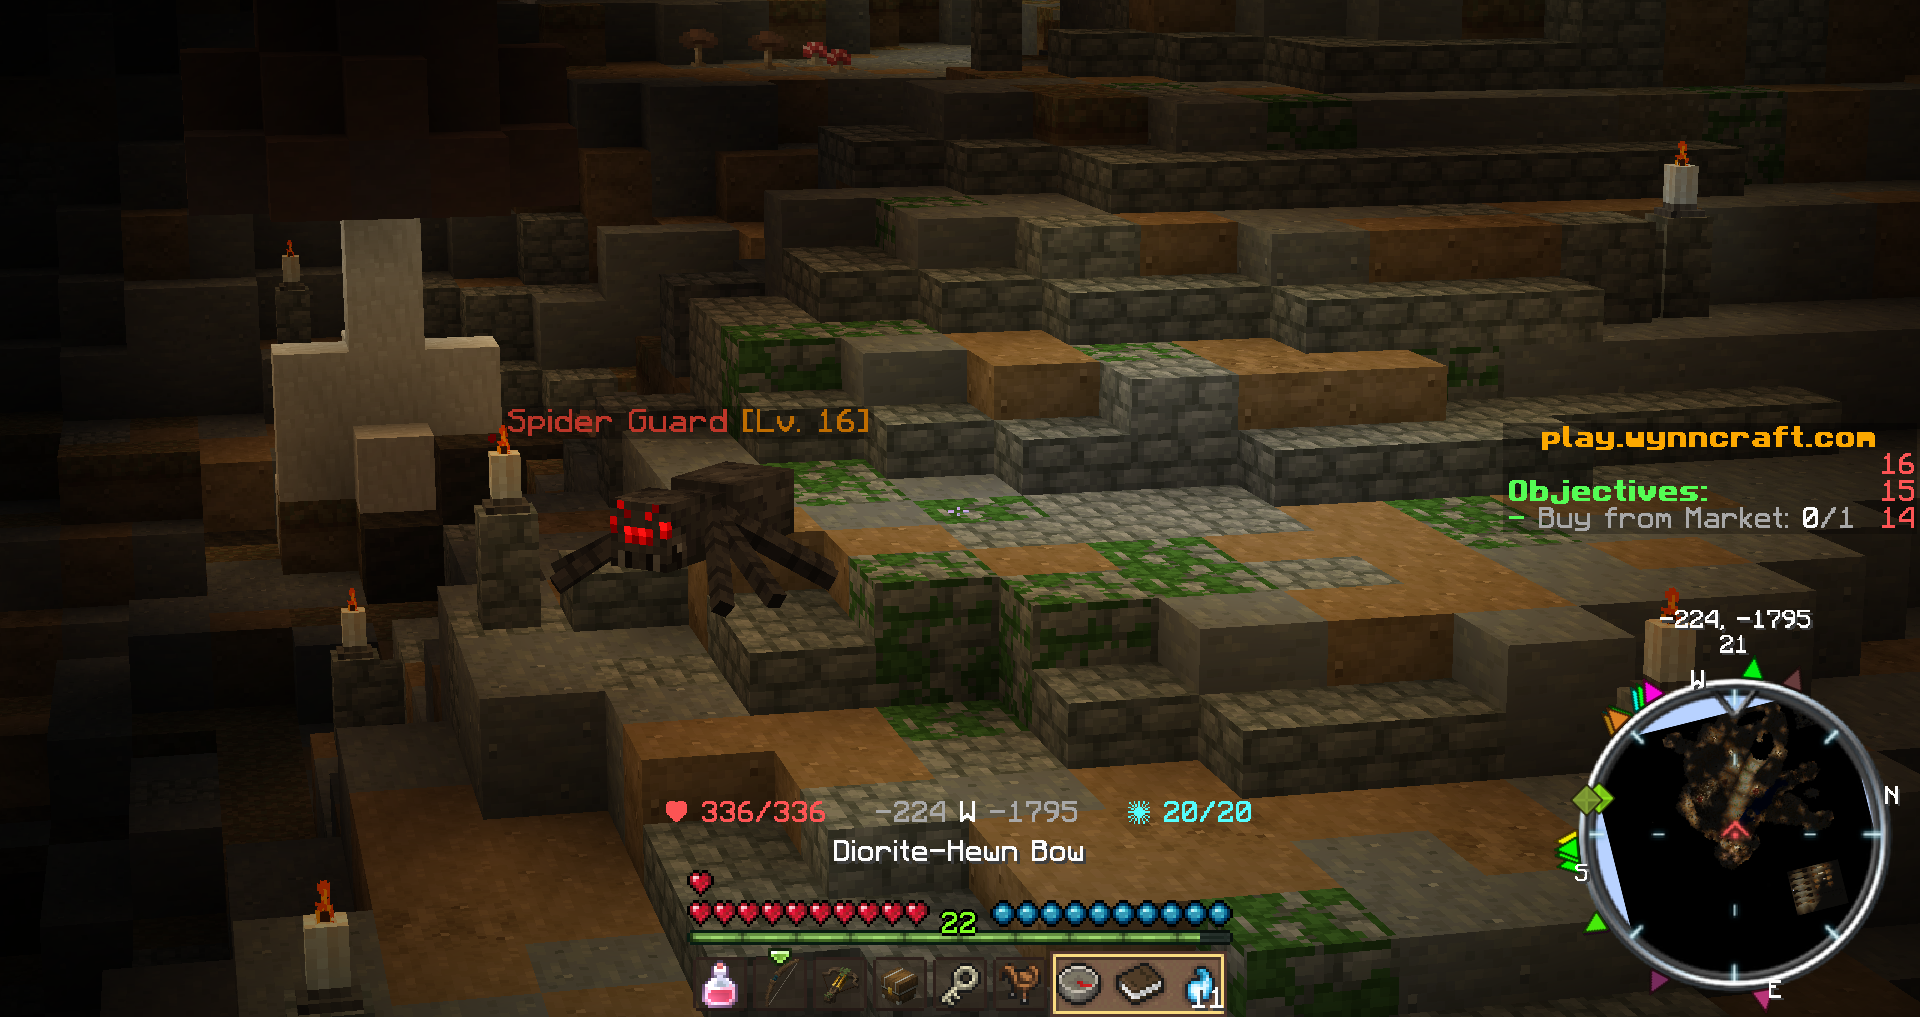 Spider Guard [Lv. 16]
play.wynncraft.com
16
Objectives:
15
- Buy from Market: 0/1
14
-224, -1795
21
W
N
S
E
336/336
-224 W -1795
20/20
Diorite-Hewn Bow
22
11